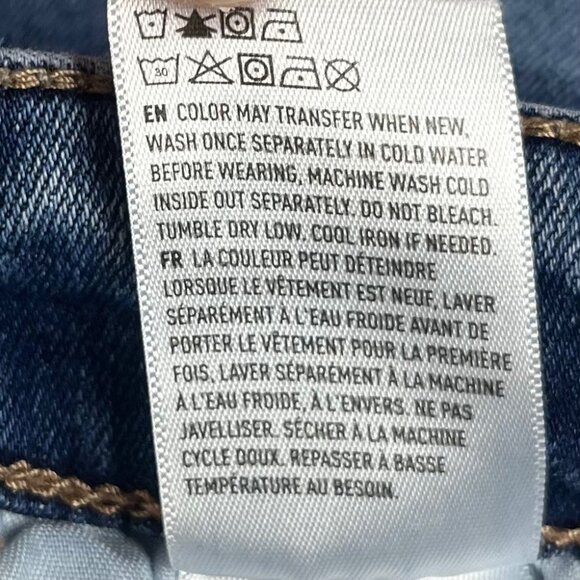 30
EN COLOR MAY TRANSFER WHEN NEW,
WASH ONCE SEPARATELY IN COLD WATER
BEFORE WEARING, MACHINE WASH COLD
INSIDE OUT SEPARATELY. DO NOT BLEACH.
TUMBLE DRY LOW. COOL IRON IF NEEDED.
FR LA COULEUR PEUT DÉTEINDRE
LORSQUE LE VÊTEMENT EST NEUF, LAVER
SÉPARÉMENT À L'EAU FROIDE AVANT DE
PORTER LE VÊTEMENT POUR LA PREMIÈRE
FOIS, LAVER SÉPARÉMENT À LA MACHINE
À L'EAU FROIDE, À L'ENVERS. NE PAS
JAVELLISER. SÉCHER À LA MACHINE
CYCLE DOUX. REPASSER À BASSE
TEMPÉRATURE AU BESOIN.